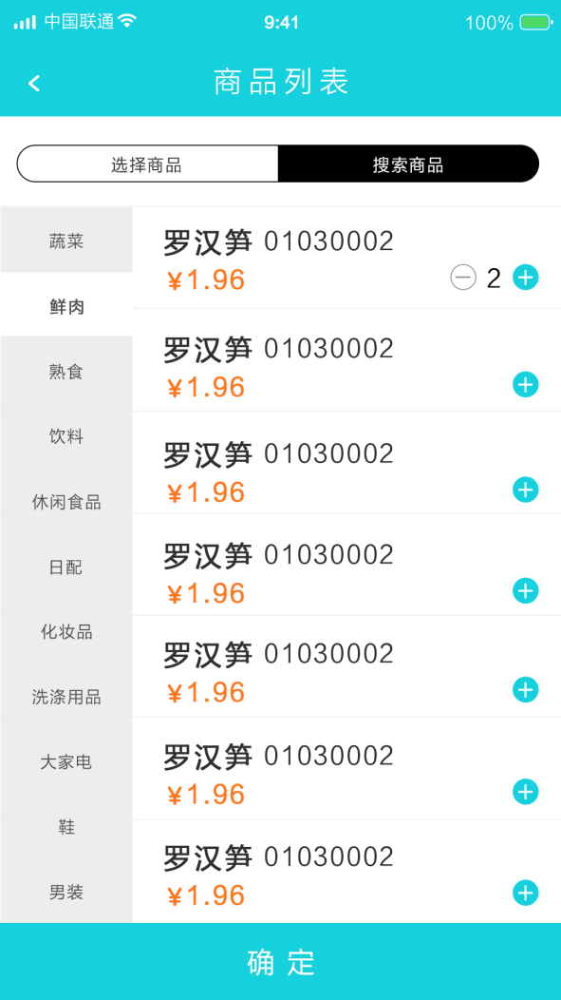 中国联通 9:41 100%
商品列表
选择商品 搜索商品
蔬菜
鲜肉
熟食
饮料
休闲食品
日配
化妆品
洗涤用品
大家电
鞋
男装
罗汉笋 01030002
¥1.96 2
罗汉笋 01030002
¥1.96
罗汉笋 01030002
¥1.96
罗汉笋 01030002
¥1.96
罗汉笋 01030002
¥1.96
罗汉笋 01030002
¥1.96
罗汉笋 01030002
¥1.96
确定